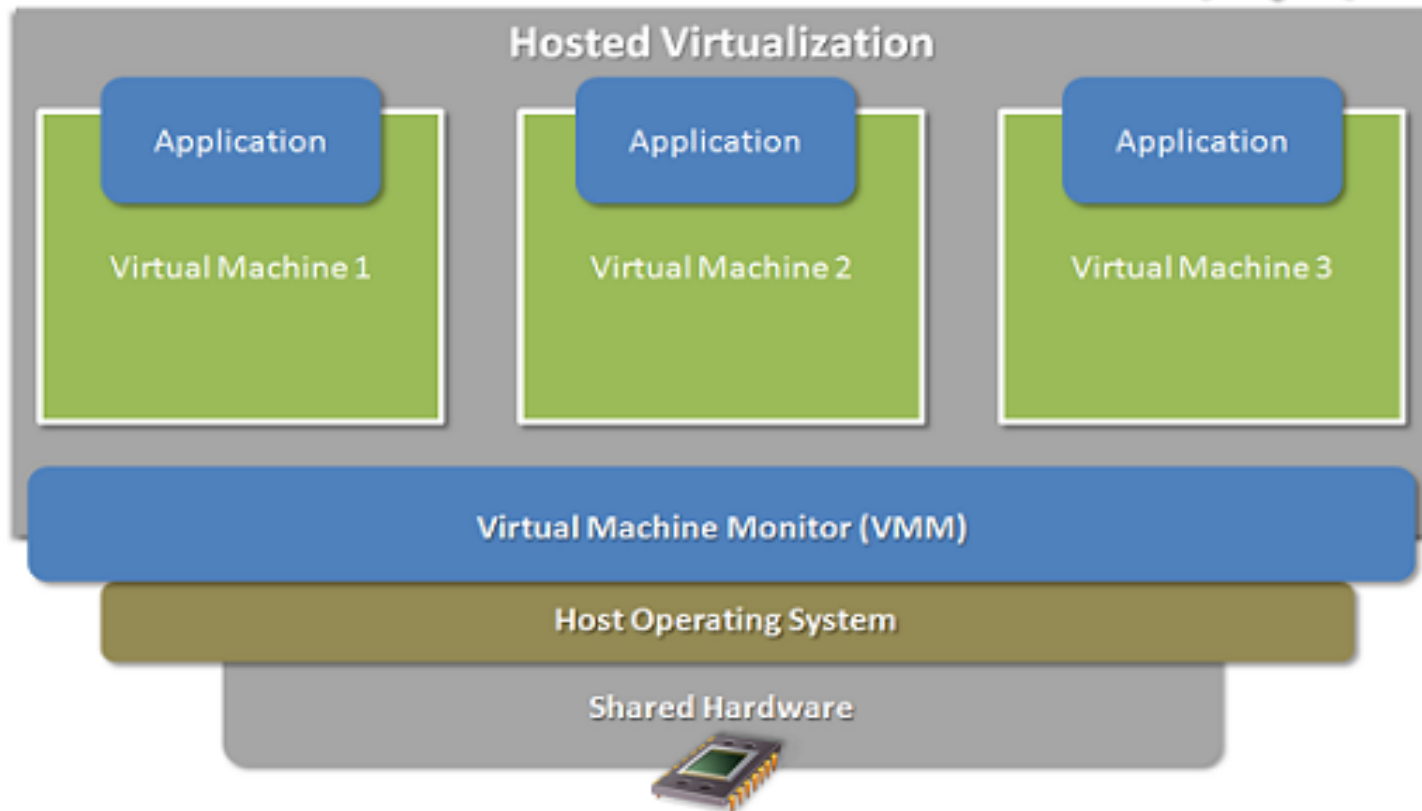 Hosted Virtualization
Application
Application
Application
Virtual Machine 1
Virtual Machine 2
Virtual Machine 3
Virtual Machine Monitor (VMM)
Host Operating System
Shared Hardware